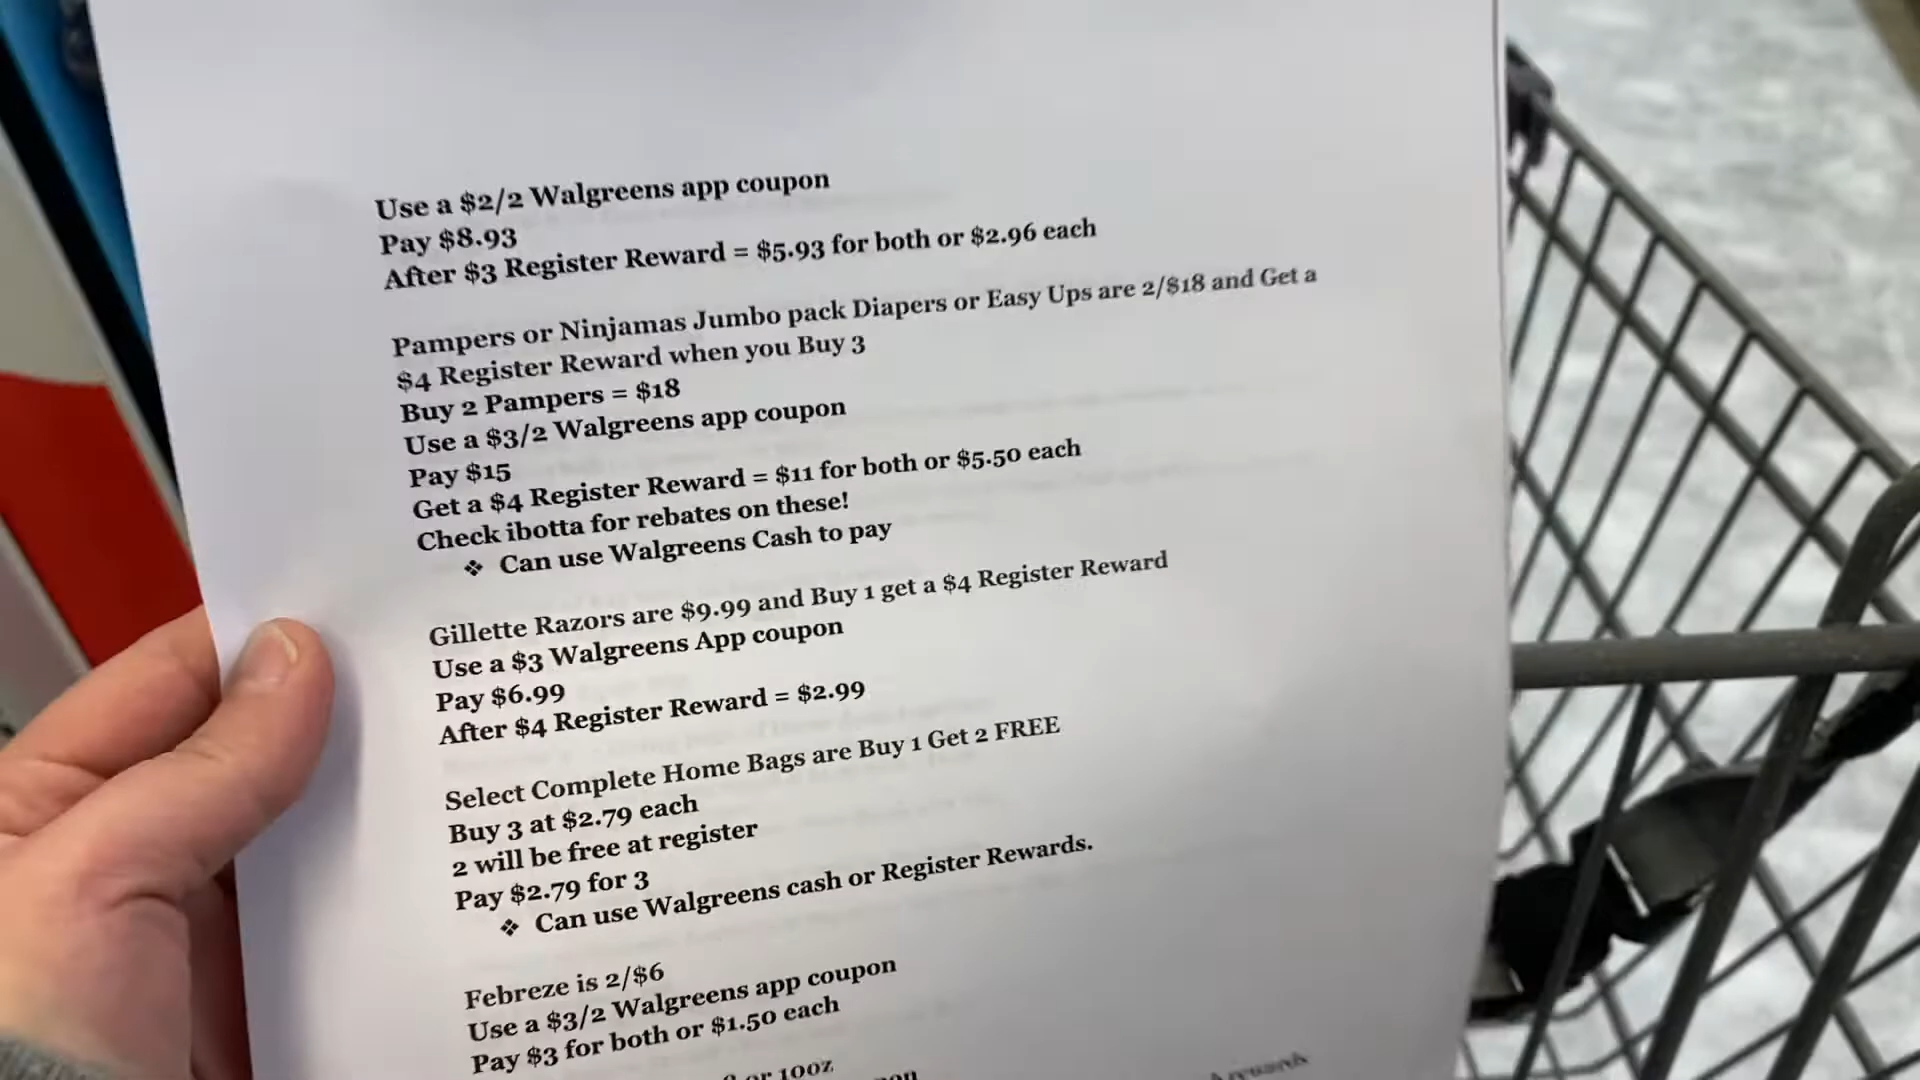 Use a $2/2 Walgreens app coupon
Pay $8.93
After $3 Register Reward = $5.93 for both or $2.96 each
Pampers or Ninjamas Jumbo pack Diapers or Easy Ups are 2/$18 and Get a
$4 Register Reward when you Buy 3
Buy 2 Pampers = $18
Use a $3/2 Walgreens app coupon
Pay $15
Get a $4 Register Reward = $11 for both or $5.50 each
Check ibotta for rebates on these!
❖ Can use Walgreens Cash to pay
Gillette Razors are $9.99 and Buy 1 get a $4 Register Reward
Use a $3 Walgreens App coupon
Pay $6.99
After $4 Register Reward = $2.99
Select Complete Home Bags are Buy 1 Get 2 FREE
Buy 3 at $2.79 each
2 will be free at register
Pay $2.79 for 3
❖ Can use Walgreens cash or Register Rewards.
Febreze is 2/$6
Use a $3/2 Walgreens app coupon
Pay $3 for both or $1.50 each
or 10oz